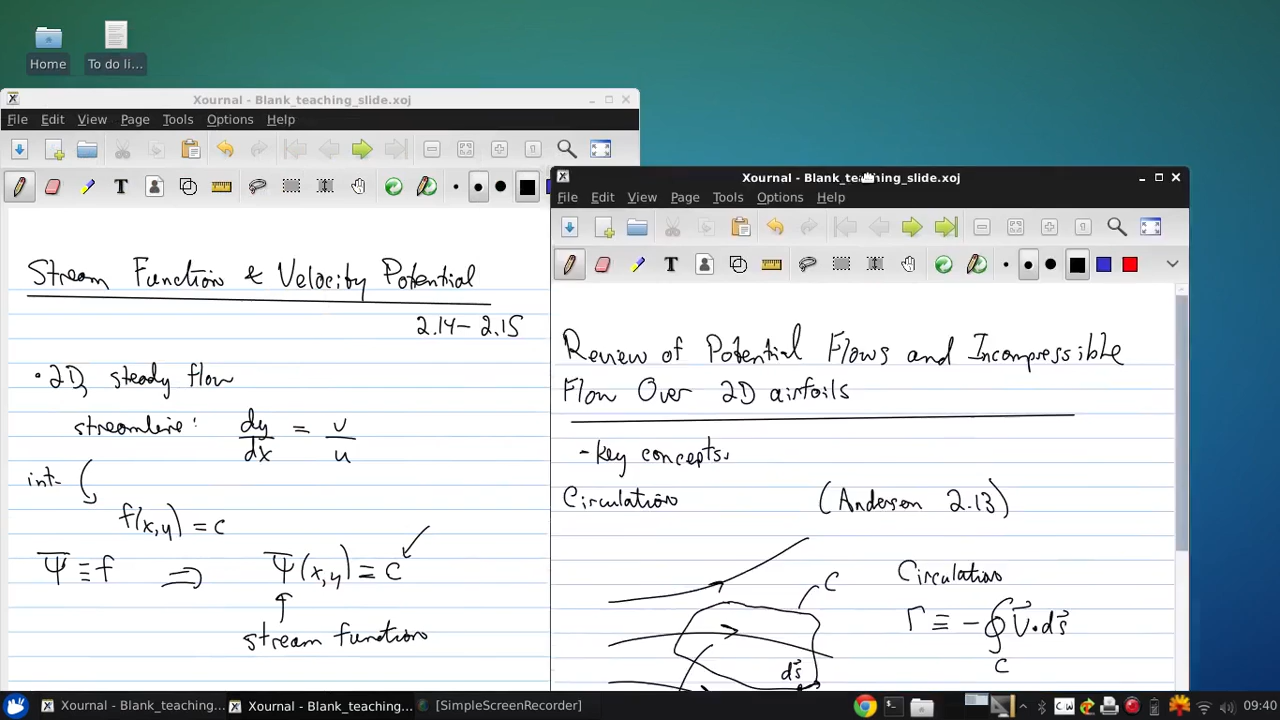 Home
To do li...
Xournal - Blank_teaching_slide.xoj
File Edit View Page Tools Options Help
Stream Function & Velocity Potential
2.14 - 2.15
• 2D, steady flow
streamline: dy/dx = v/u
int-
f(x,y) = c
Ψ ≡ f ⇒ Ψ(x,y) ≡ c
stream function
Xournal - Blank_teaching_slide.xoj
File Edit View Page Tools Options Help
Review of Potential Flows and Incompressible
Flow Over 2D airfoils
- key concepts.
Circulation (Anderson 2.13)
C
Circulation
Γ ≡ - ∮ V⃗ · ds⃗
C
ds⃗
Xournal - Blank_teaching...
Xournal - Blank_teaching...
[SimpleScreenRecorder]
CW
09:40